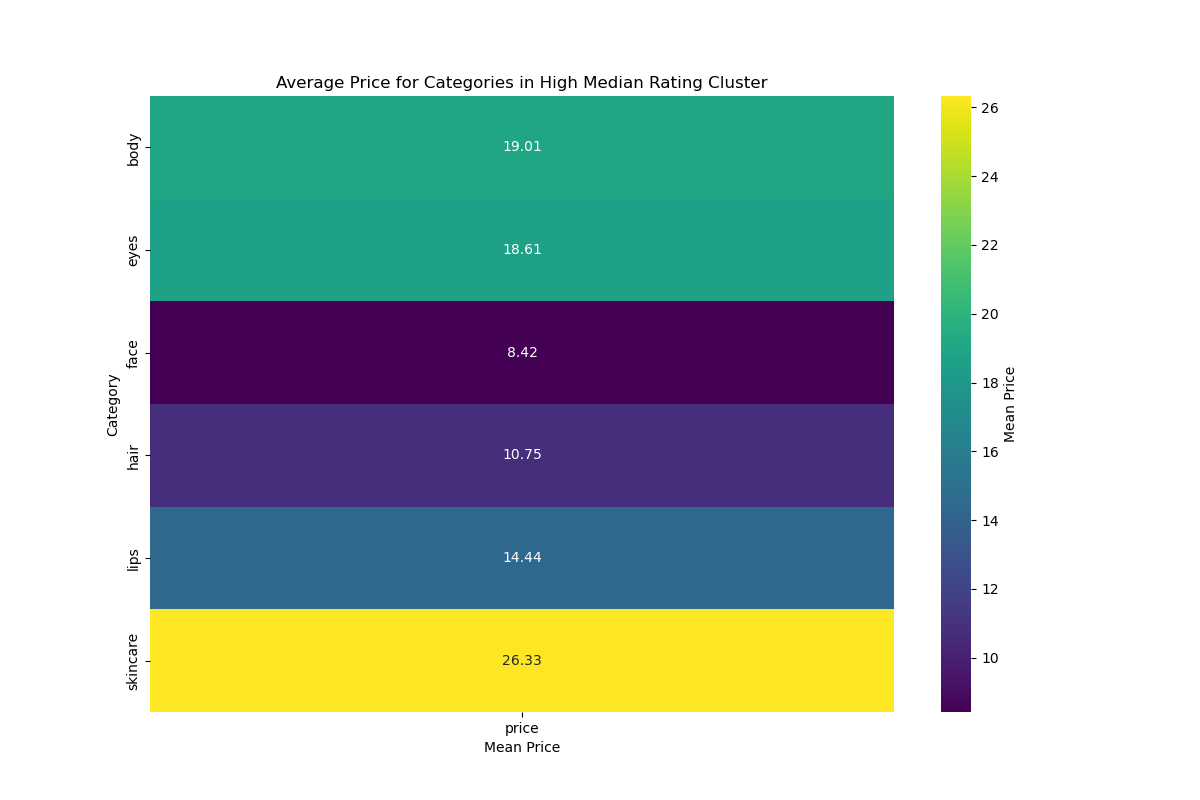 Average Price for Categories in High Median Rating Cluster
Category
body
19.01
eyes
18.61
face
8.42
hair
10.75
lips
14.44
skincare
26.33
price
Mean Price
26
24
22
20
18
16
14
12
10
Mean Price